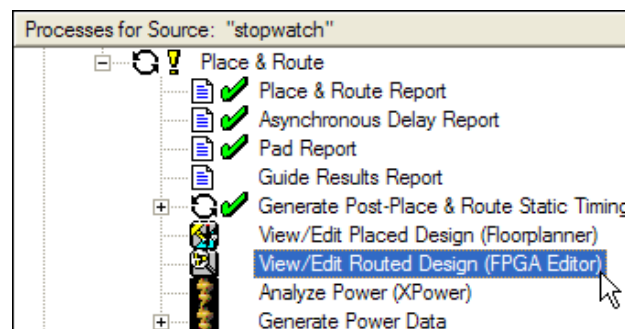 Processes for Source: "stopwatch"
Place & Route
Place & Route Report
Asynchronous Delay Report
Pad Report
Guide Results Report
Generate Post-Place & Route Static Timing
View/Edit Placed Design (Floorplanner)
View/Edit Routed Design (FPGA Editor)
Analyze Power (XPower)
Generate Power Data